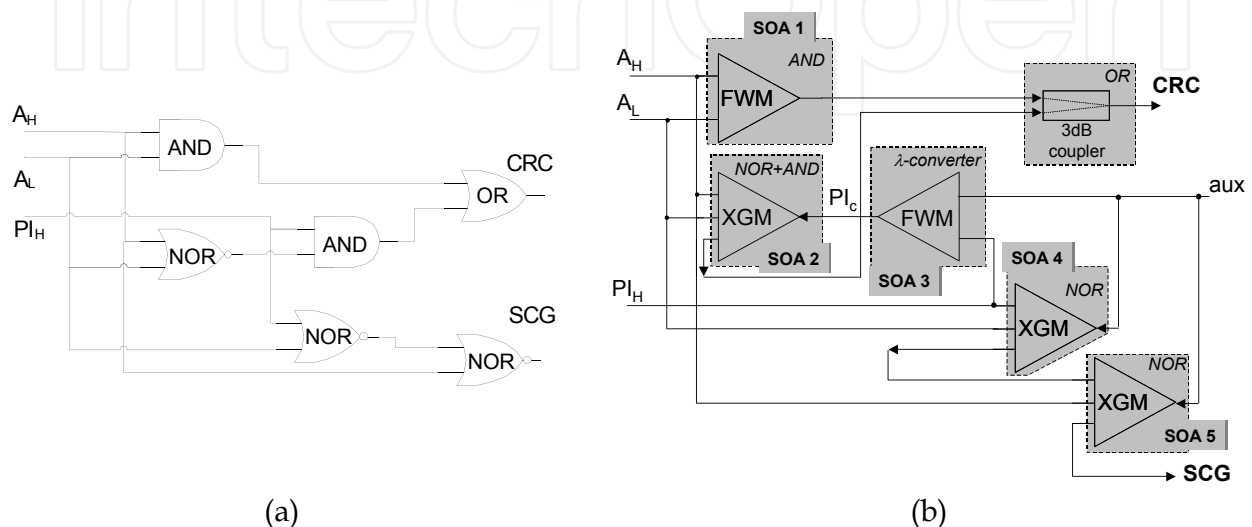 intechopen
A_H
A_L
PI_H
AND
NOR
AND
NOR
NOR
OR
CRC
SCG
(a)
SOA 1
A_H
A_L
AND
FWM
OR
CRC
3dB
coupler
NOR+AND
XGM
SOA 2
PI_c
λ-converter
FWM
SOA 3
aux
PI_H
SOA 4
NOR
XGM
NOR
XGM
SOA 5
SCG
(b)